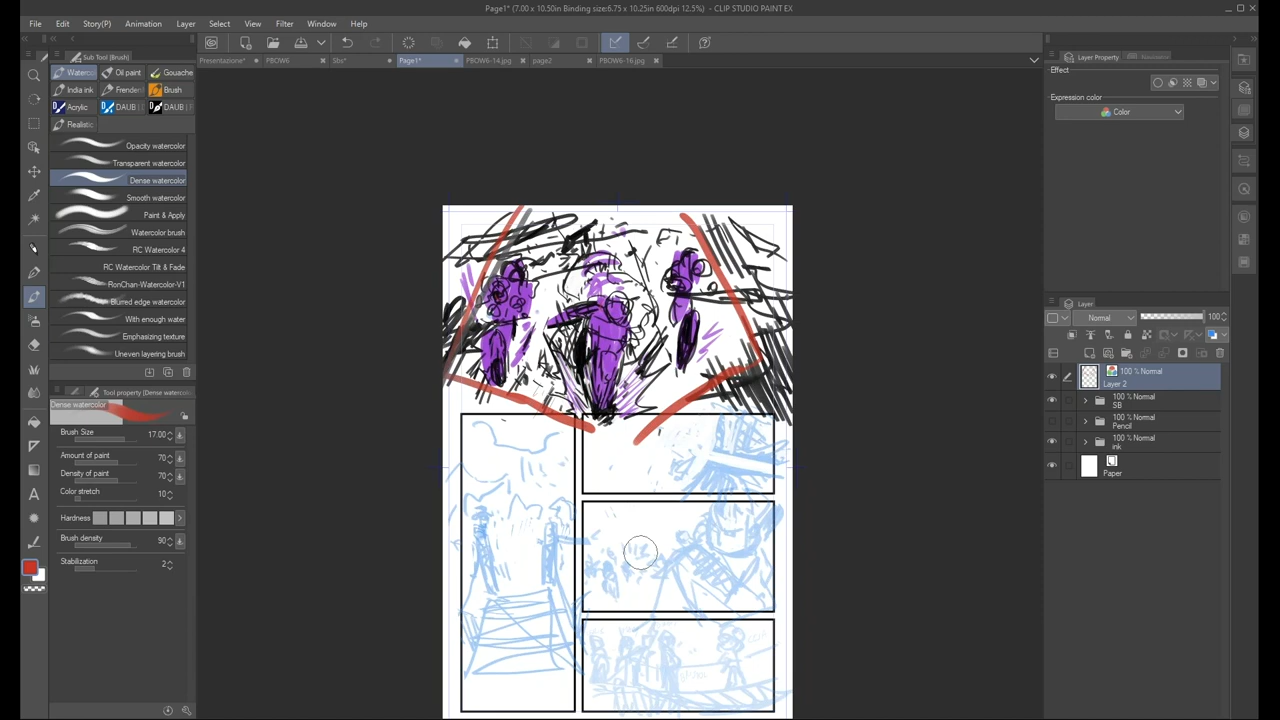 Page1* (7.00 x 10.50in Binding size:6.75 x 10.25in 600dpi 12.5%) - CLIP STUDIO PAINT EX
File Edit Story(P) Animation Layer Select View Filter Window Help
Sub Tool [Brush]
Presentazione* PBOW6 Sbs* Page1* PBOW6-14.jpg page2 PBOW6-16.jpg
Layer Property
Navigator
Waterco Oil paint Gouache
India ink Frender Brush
Acrylic DAUB DAUB
Realistic
Opacity watercolor
Transparent watercolor
Dense watercolor
Smooth watercolor
Paint & Apply
Watercolor brush
RC Watercolor 4
RC Watercolor Tilt & Fade
RonChan-Watercolor-V1
Blurred edge watercolor
With enough water
Emphasizing texture
Uneven layering brush
Tool property [Dense watercolor
Dense watercolor
Brush Size 17.00
Amount of paint 70
Density of paint 70
Color stretch 10
Hardness
Brush density 90
Stabilization 2
Effect
Expression color
Color
Layer
Normal 100
100 % Normal
Layer 2
100 % Normal
SB
100 % Normal
Pencil
100 % Normal
ink
Paper